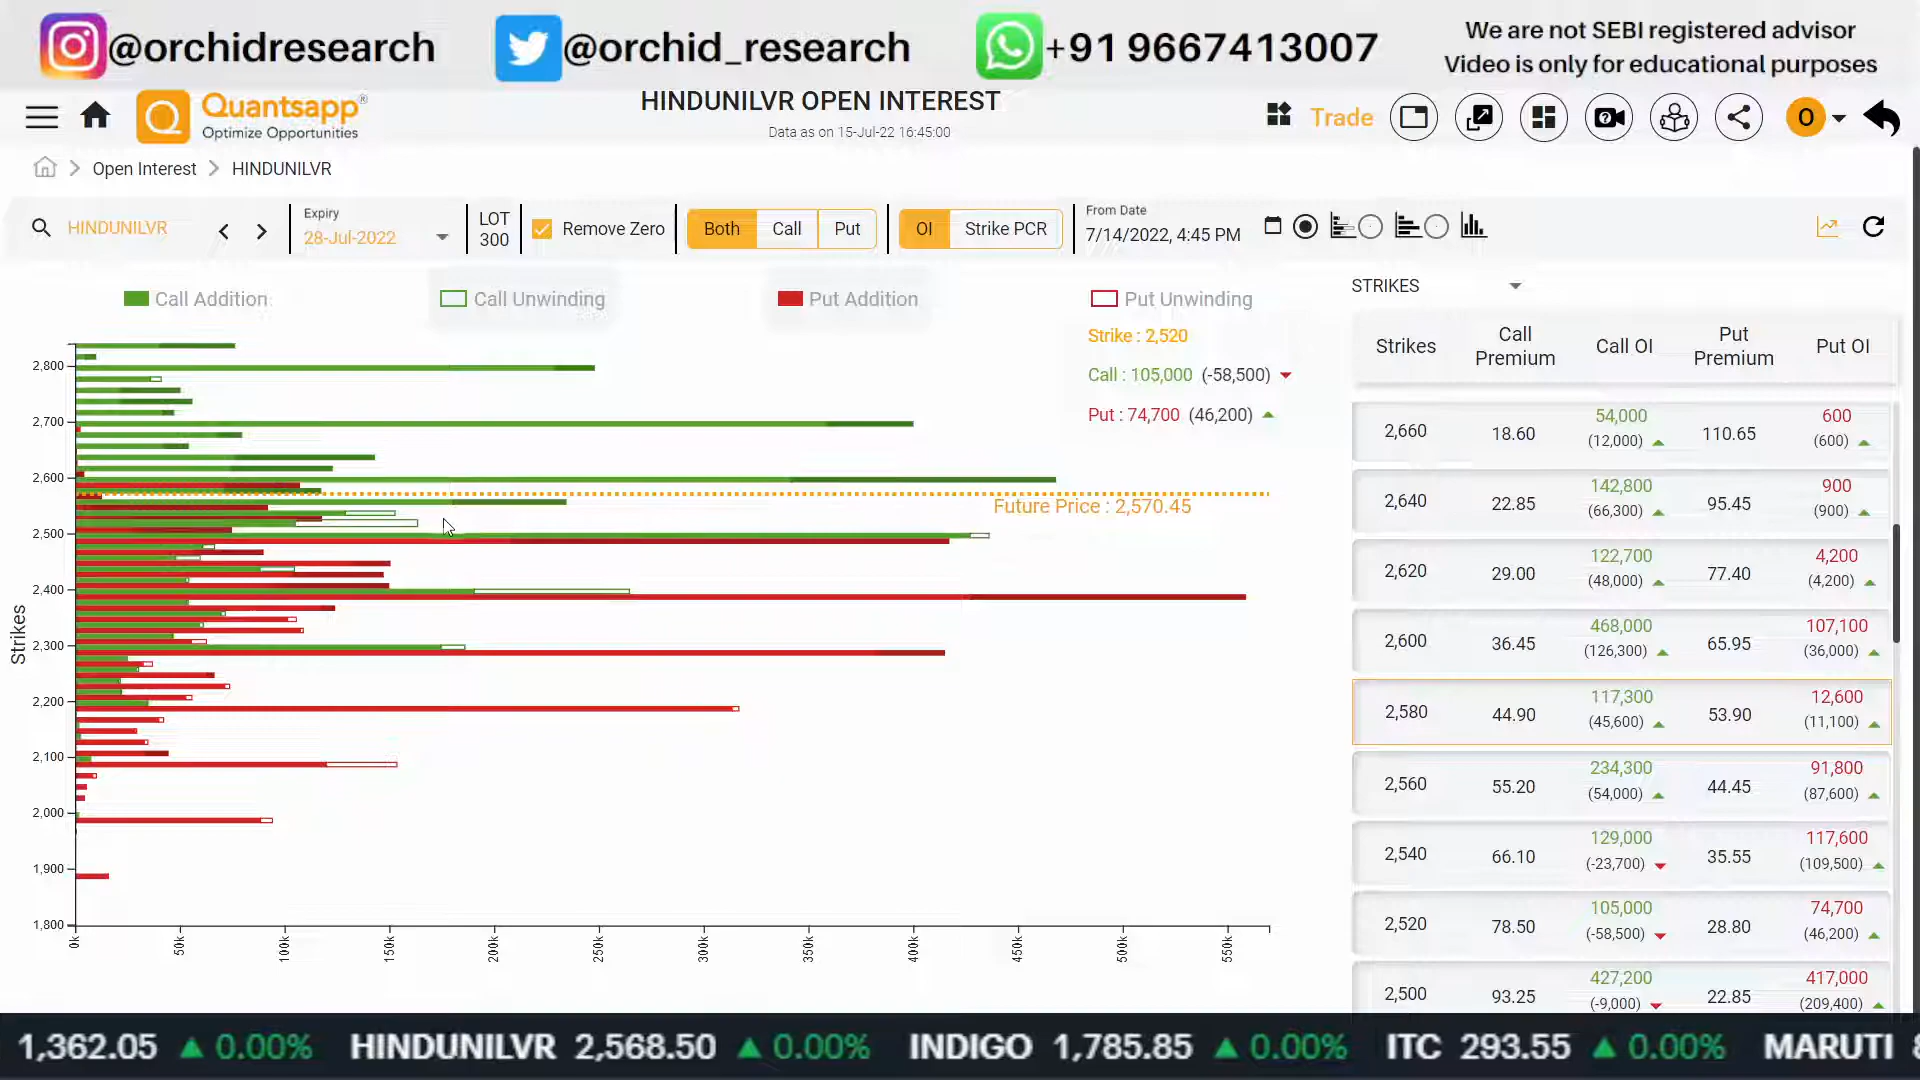 @orchidresearch
@orchid_research
+91 9667413007
We are not SEBI registered advisor
Video is only for educational purposes
Quantsapp®
Optimize Opportunities
HINDUNILVR OPEN INTEREST
Data as on 15-Jul-22 16:45:00
Trade
O
Open Interest
HINDUNILVR
HINDUNILVR
Expiry
28-Jul-2022
LOT
300
Remove Zero
Both
Call
Put
OI
Strike PCR
From Date
7/14/2022, 4:45 PM
Call Addition
Call Unwinding
Put Addition
Put Unwinding
Strike : 2,520
Call : 105,000 (-58,500)
Put : 74,700 (46,200)
Future Price : 2,570.45
Strikes
2,800
2,700
2,600
2,500
2,400
2,300
2,200
2,100
2,000
1,900
1,800
0k
50k
100k
150k
200k
250k
300k
350k
400k
450k
500k
550k
STRIKES
Strikes Call Premium Call OI Put Premium Put OI
2,660 18.60 54,000 (12,000) 110.65 600 (600)
2,640 22.85 142,800 (66,300) 95.45 900 (900)
2,620 29.00 122,700 (48,000) 77.40 4,200 (4,200)
2,600 36.45 468,000 (126,300) 65.95 107,100 (36,000)
2,580 44.90 117,300 (45,600) 53.90 12,600 (11,100)
2,560 55.20 234,300 (54,000) 44.45 91,800 (87,600)
2,540 66.10 129,000 (-23,700) 35.55 117,600 (109,500)
2,520 78.50 105,000 (-58,500) 28.80 74,700 (46,200)
2,500 93.25 427,200 (-9,000) 22.85 417,000 (209,400)
1,362.05 0.00% HINDUNILVR 2,568.50 0.00% INDIGO 1,785.85 0.00% ITC 293.55 0.00% MARUTI